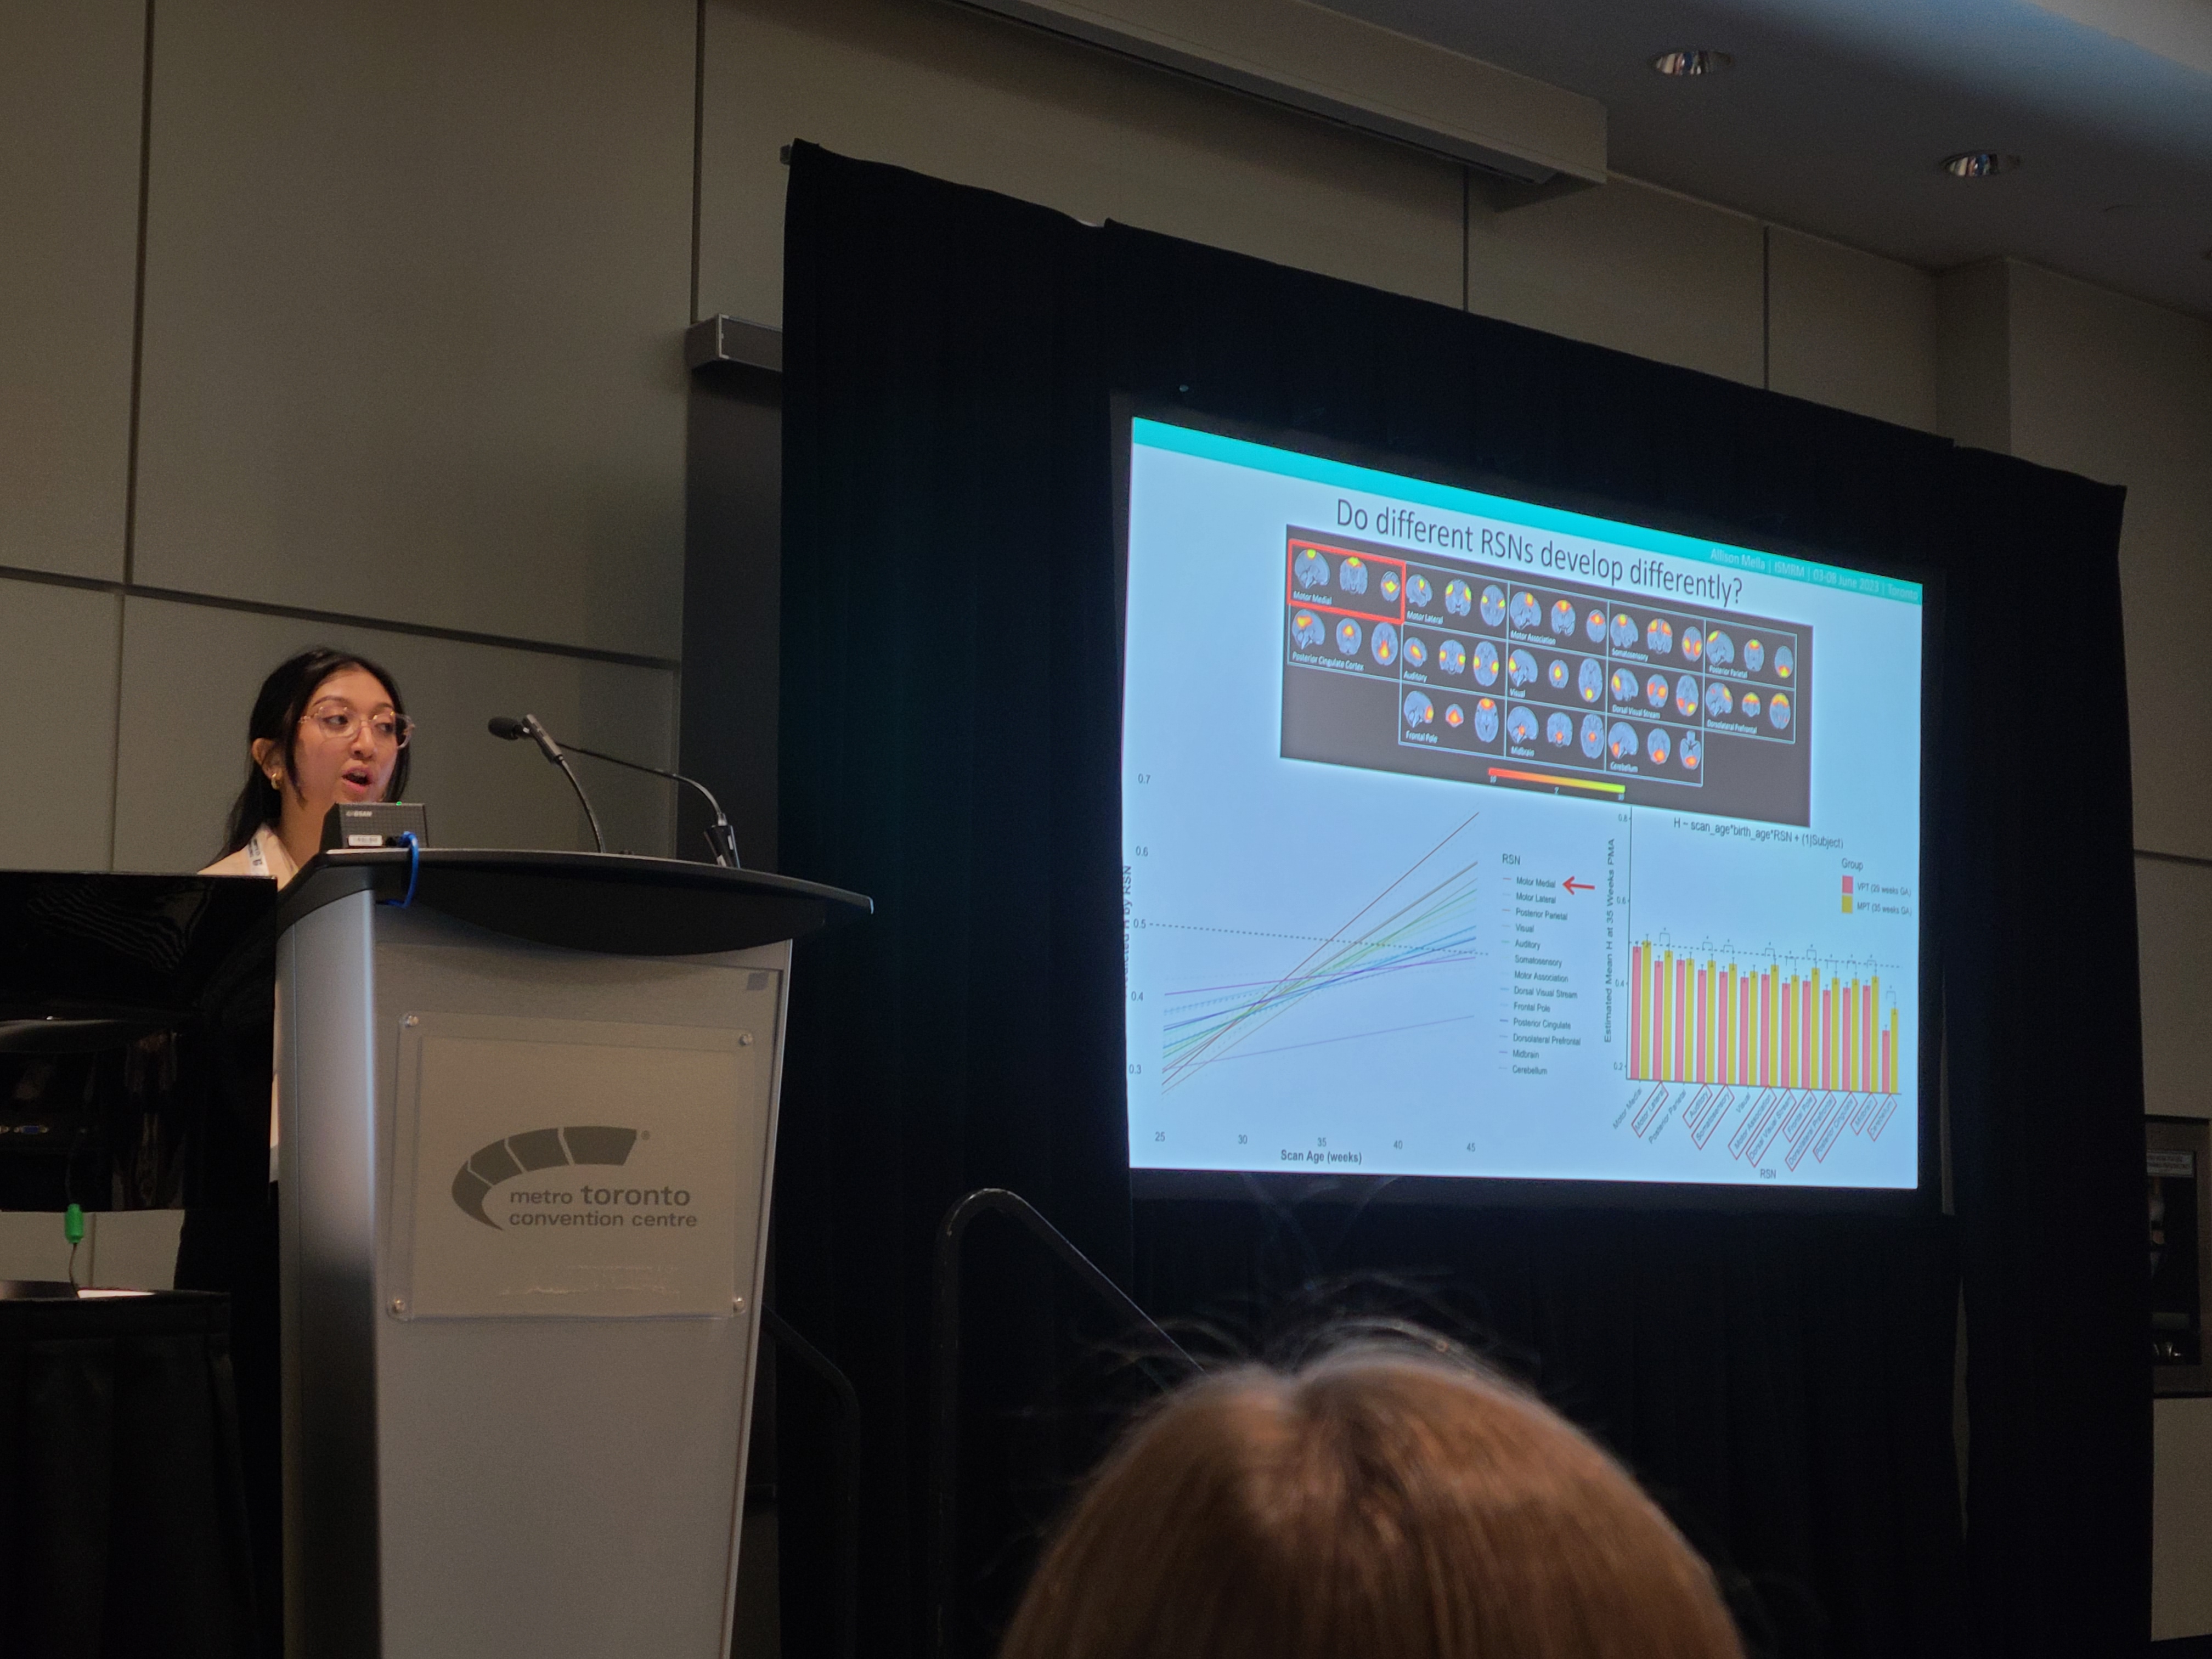 Allison Mella | ISMRM | 03-08 June 2023 | Toronto
Do different RSNs develop differently?
Motor Medial
Motor Lateral
Motor Association
Somatosensory
Posterior Parietal
Posterior Cingulate Cortex
Auditory
Visual
Dorsal Visual Stream
Dorsolateral Prefrontal
Frontal Pole
Midbrain
Cerebellum
0.7
0.6
0.5
0.4
0.3
25
30
35
40
45
Scan Age (weeks)
RSN
Motor Medial
Motor Lateral
Posterior Parietal
Visual
Auditory
Somatosensory
Motor Association
Dorsal Visual Stream
Frontal Pole
Posterior Cingulate
Dorsolateral Prefrontal
Midbrain
Cerebellum
H ~ scan_age*birth_age*RSN + (1|Subject)
Estimated Mean H at 35 Weeks PMA
0.8
0.6
0.4
0.2
Group
VPT (29 weeks GA)
MPT (35 weeks GA)
Motor Medial
Motor Lateral
Posterior Parietal
Auditory
Somatosensory
Visual
Motor Association
Dorsal Visual Stream
Frontal Pole
Dorsolateral Prefrontal
Posterior Cingulate
Midbrain
Cerebellum
RSN
metro toronto
convention centre
®